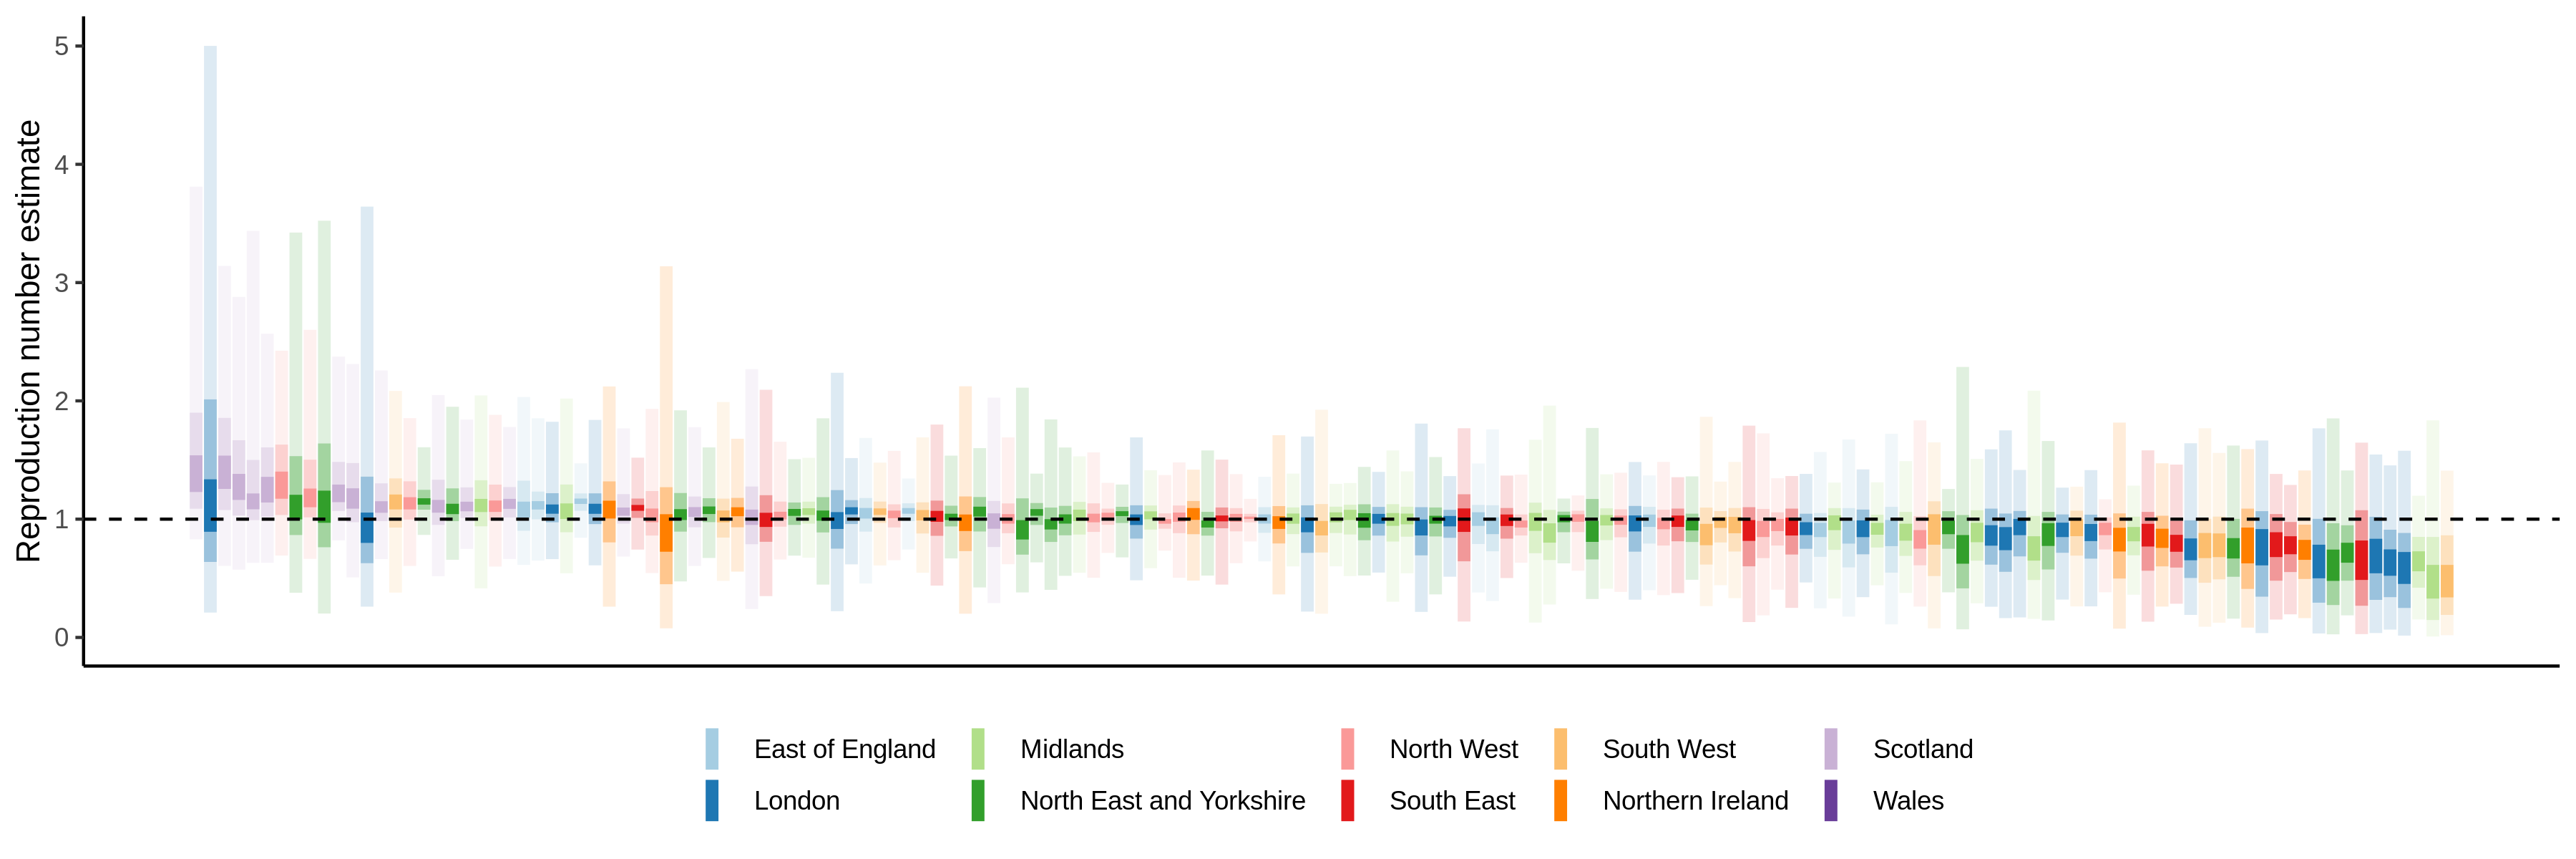 Reproduction number estimate
5
4
3
2
1
0
East of England
Midlands
North West
South West
Scotland
London
North East and Yorkshire
South East
Northern Ireland
Wales